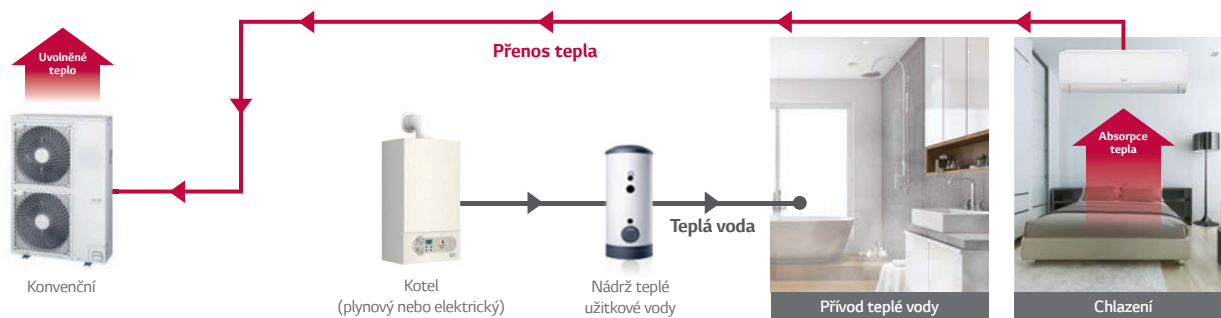 Uvolněné
teplo
Přenos tepla
Absorpce
tepla
Teplá voda
Konvenční
Kotel
(plynový nebo elektrický)
Nádrž teplé
užitkové vody
Přívod teplé vody
Chlazení